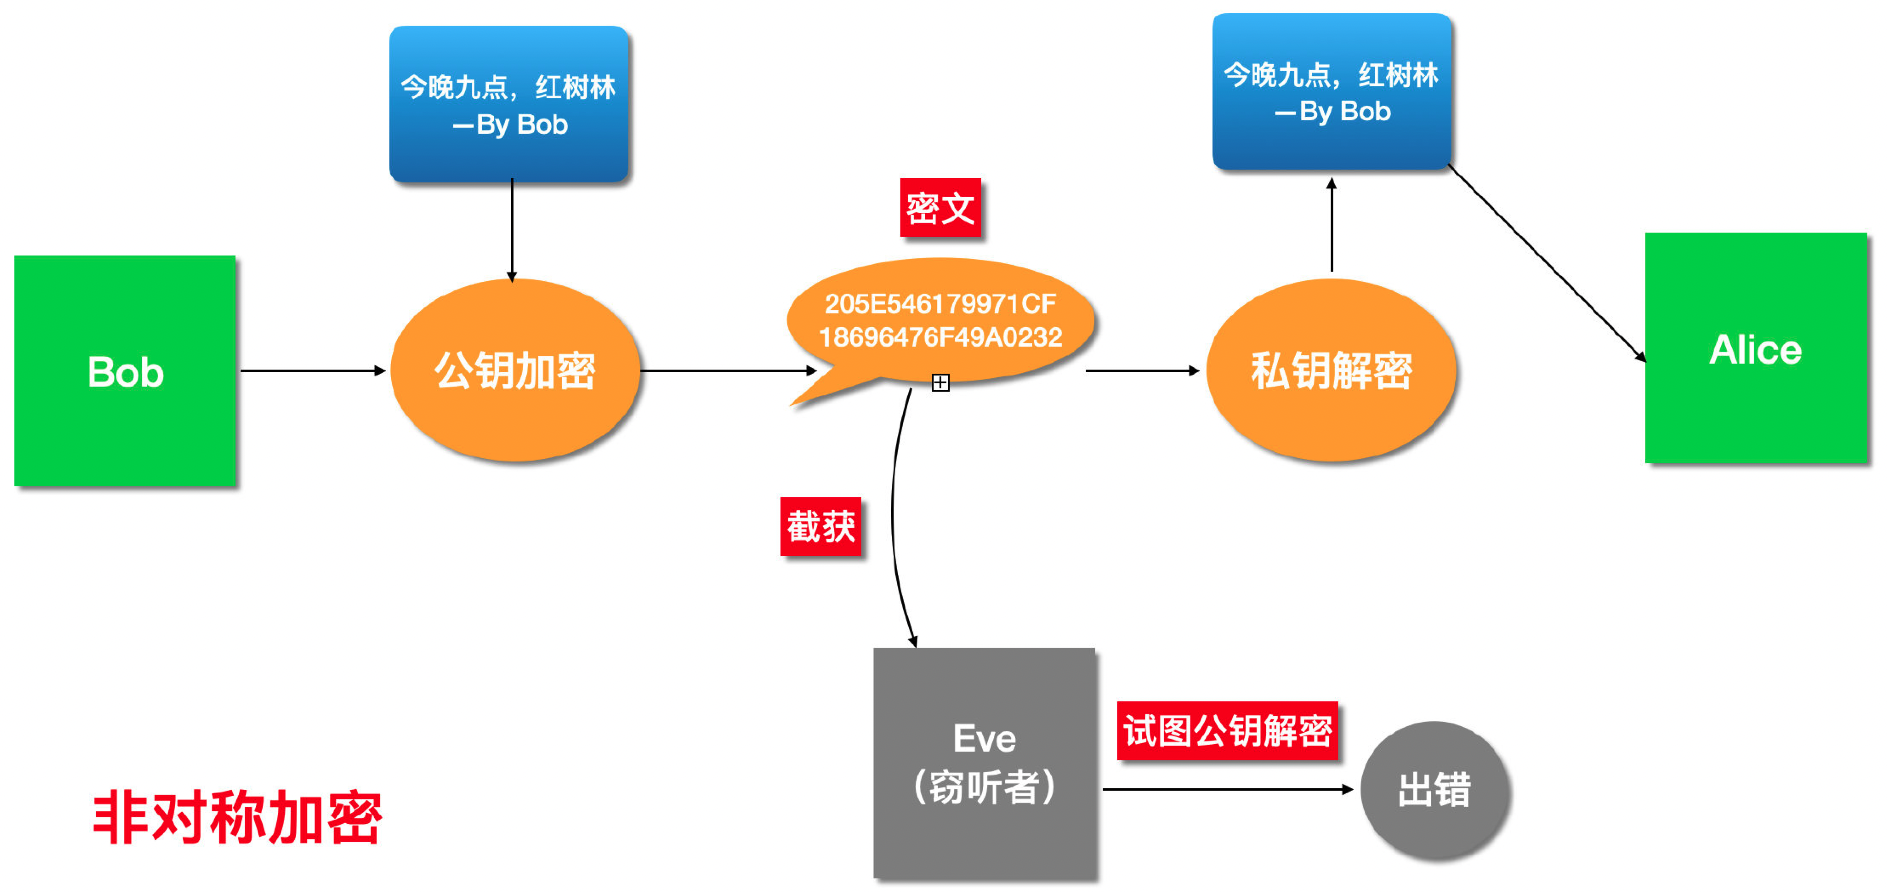 今晚九点，红树林
—By Bob
今晚九点，红树林
—By Bob
密文
205E546179971CF
18696476F49A0232
Bob
公钥加密
私钥解密
Alice
截获
Eve
（窃听者）
试图公钥解密
出错
非对称加密